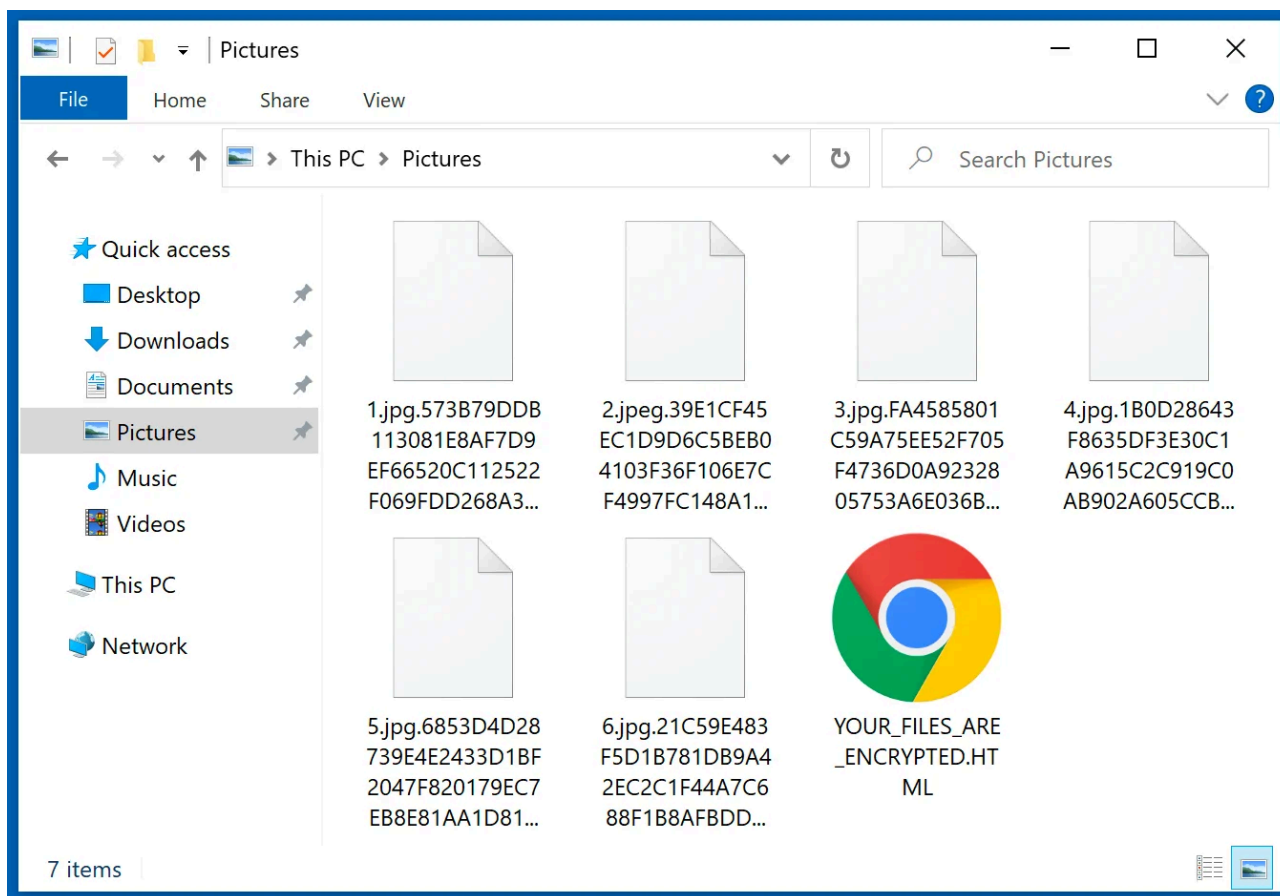 Pictures
File Home Share View
This PC Pictures
Search Pictures
Quick access
Desktop
Downloads
Documents
Pictures
Music
Videos
This PC
Network
1.jpg.573B79DDB
113081E8AF7D9
EF66520C112522
F069FDD268A3...
2.jpeg.39E1CF45
EC1D9D6C5BEB0
4103F36F106E7C
F4997FC148A1...
3.jpg.FA4585801
C59A75EE52F705
F4736D0A92328
05753A6E036B...
4.jpg.1B0D28643
F8635DF3E30C1
A9615C2C919C0
AB902A605CCB...
5.jpg.6853D4D28
739E4E2433D1BF
2047F820179EC7
EB8E81AA1D81...
6.jpg.21C59E483
F5D1B781DB9A4
2EC2C1F44A7C6
88F1B8AFBDD...
YOUR_FILES_ARE
_ENCRYPTED.HT
ML
7 items